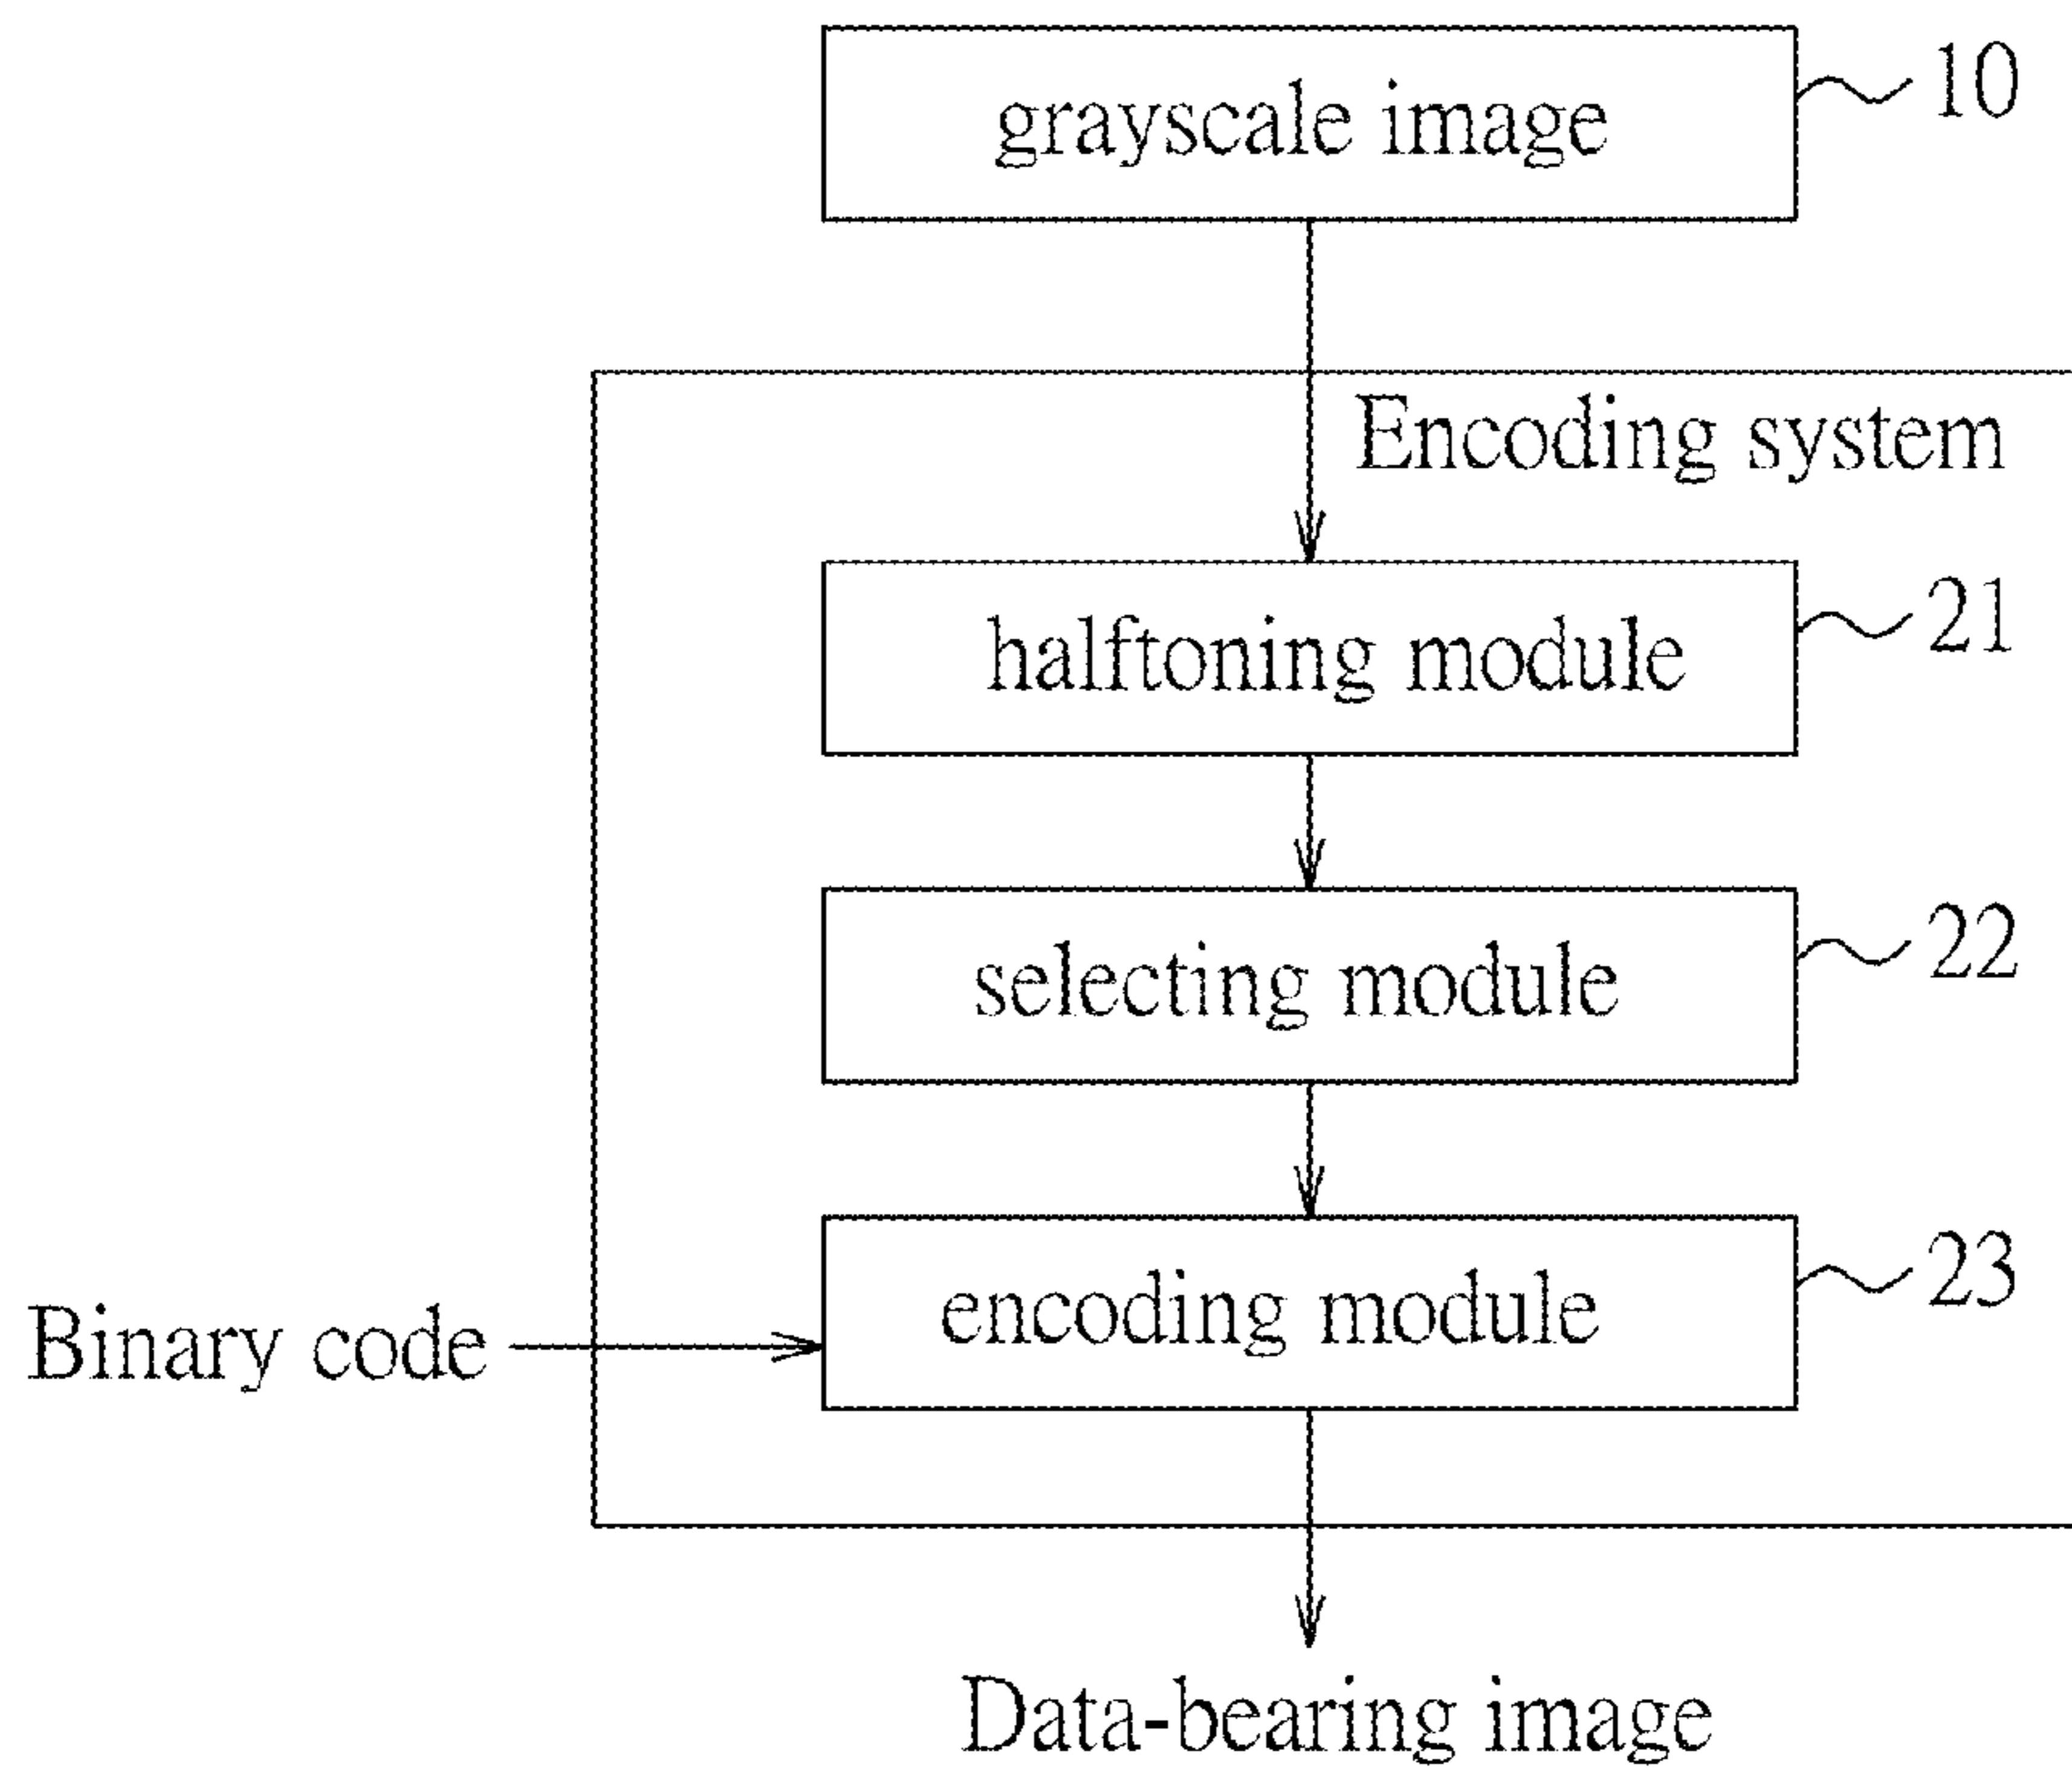 grayscale image
10
Encoding system
halftoning module
21
selecting module
22
encoding module
23
Binary code
Data-bearing image